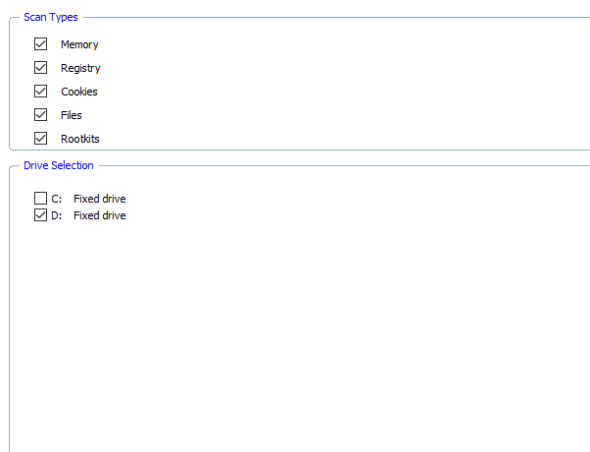 Scan Types
Memory
Registry
Cookies
Files
Rootkits
Drive Selection
C: Fixed drive
D: Fixed drive